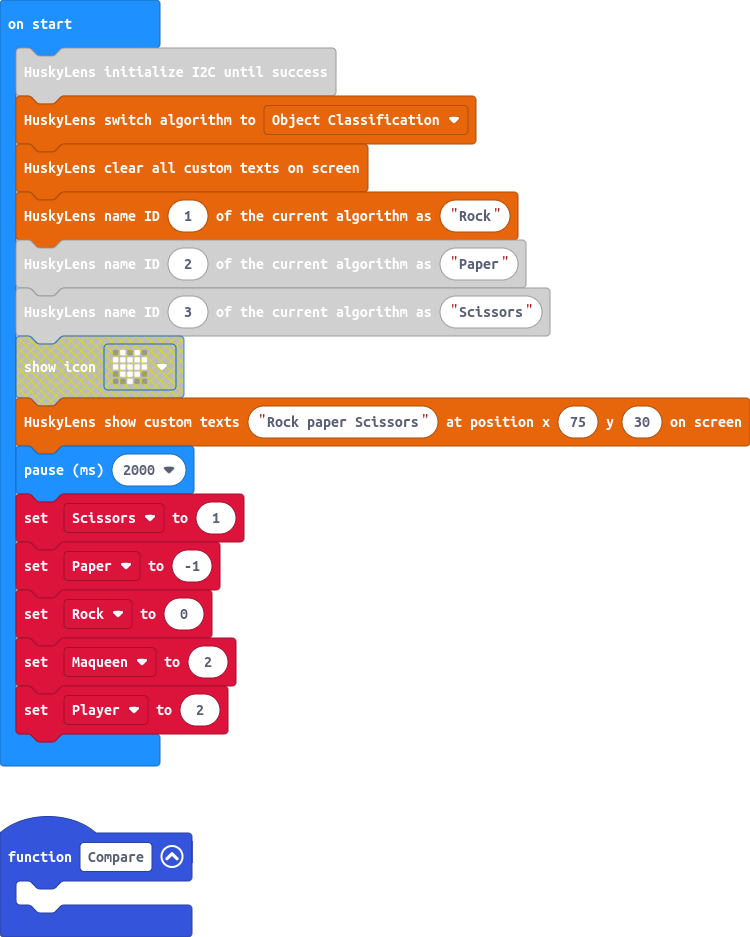 on start
HuskyLens initialize I2C until success
HuskyLens switch algorithm to Object Classification
HuskyLens clear all custom texts on screen
HuskyLens name ID 1 of the current algorithm as "Rock"
HuskyLens name ID 2 of the current algorithm as "Paper"
HuskyLens name ID 3 of the current algorithm as "Scissors"
show icon
HuskyLens show custom texts "Rock paper Scissors" at position x 75 y 30 on screen
pause (ms) 2000
set Scissors to 1
set Paper to -1
set Rock to 0
set Maqueen to 2
set Player to 2
function Compare